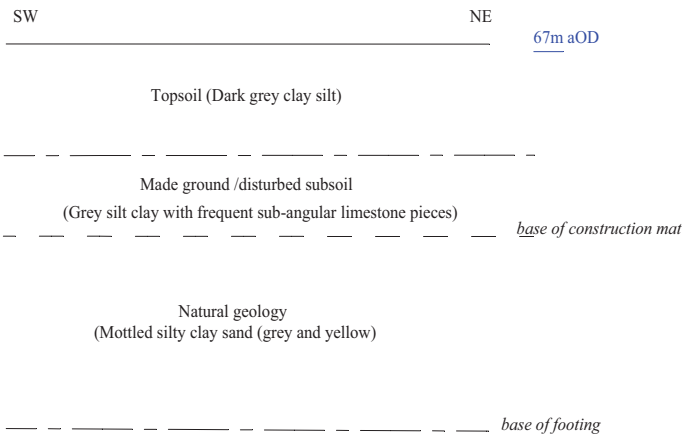 SW NE
67m aOD
Topsoil (Dark grey clay silt)
Made ground /disturbed subsoil
(Grey silt clay with frequent sub-angular limestone pieces)
base of construction mat
Natural geology
(Mottled silty clay sand (grey and yellow)
base of footing